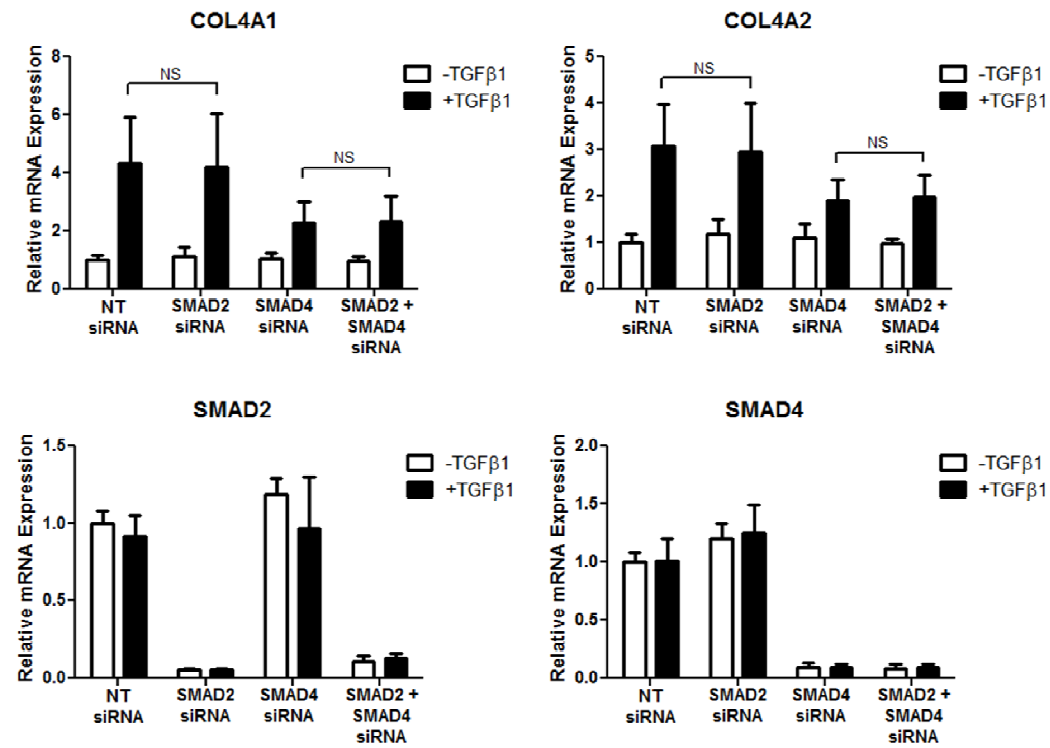 COL4A1
Relative mRNA Expression
8
6
4
2
0
NS
NS
-TGFβ1
+TGFβ1
NT
siRNA
SMAD2
siRNA
SMAD4
siRNA
SMAD2 +
SMAD4
siRNA
COL4A2
Relative mRNA Expression
5
4
3
2
1
0
NS
NS
-TGFβ1
+TGFβ1
NT
siRNA
SMAD2
siRNA
SMAD4
siRNA
SMAD2 +
SMAD4
siRNA
SMAD2
Relative mRNA Expression
1.5
1.0
0.5
0.0
-TGFβ1
+TGFβ1
NT
siRNA
SMAD2
siRNA
SMAD4
siRNA
SMAD2 +
SMAD4
siRNA
SMAD4
Relative mRNA Expression
2.0
1.5
1.0
0.5
0.0
-TGFβ1
+TGFβ1
NT
siRNA
SMAD2
siRNA
SMAD4
siRNA
SMAD2 +
SMAD4
siRNA